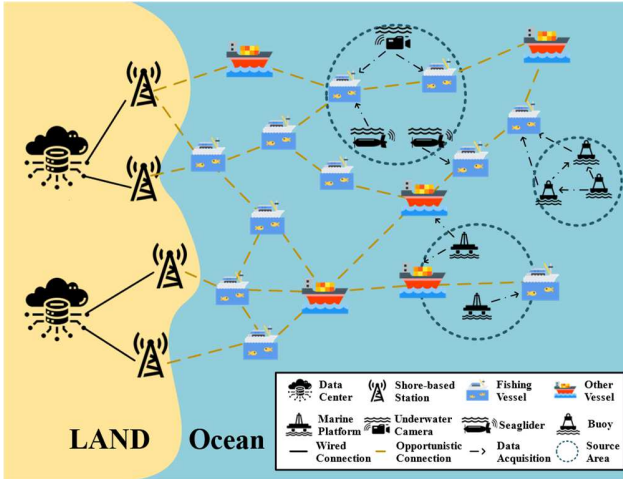 LAND
Ocean
Data Center
Shore-based Station
Fishing Vessel
Other Vessel
Marine Platform
Underwater Camera
Seaglider
Buoy
Wired Connection
Opportunistic Connection
Data Acquisition
Source Area